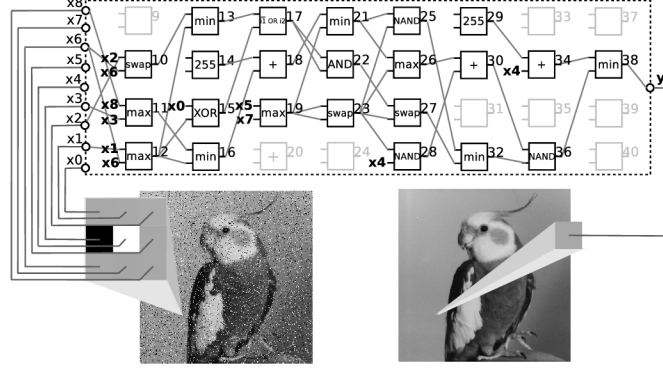 x8
x7
x6
x5
x4
x3
x2
x1
x0
9
x2
x6
swap 10
x8
x3
max 11
x1
x6
max 12
min 13
255 14
x0
XOR 15
min 16
i1 OR i2 17
+ 18
x5
x7
max 19
+ 20
min 21
AND 22
swap 23
24
NAND 25
max 26
swap 27
x4
NAND 28
255 29
+ 30
31
min 32
33
x4
+ 34
35
NAND 36
37
min 38
39
40
y